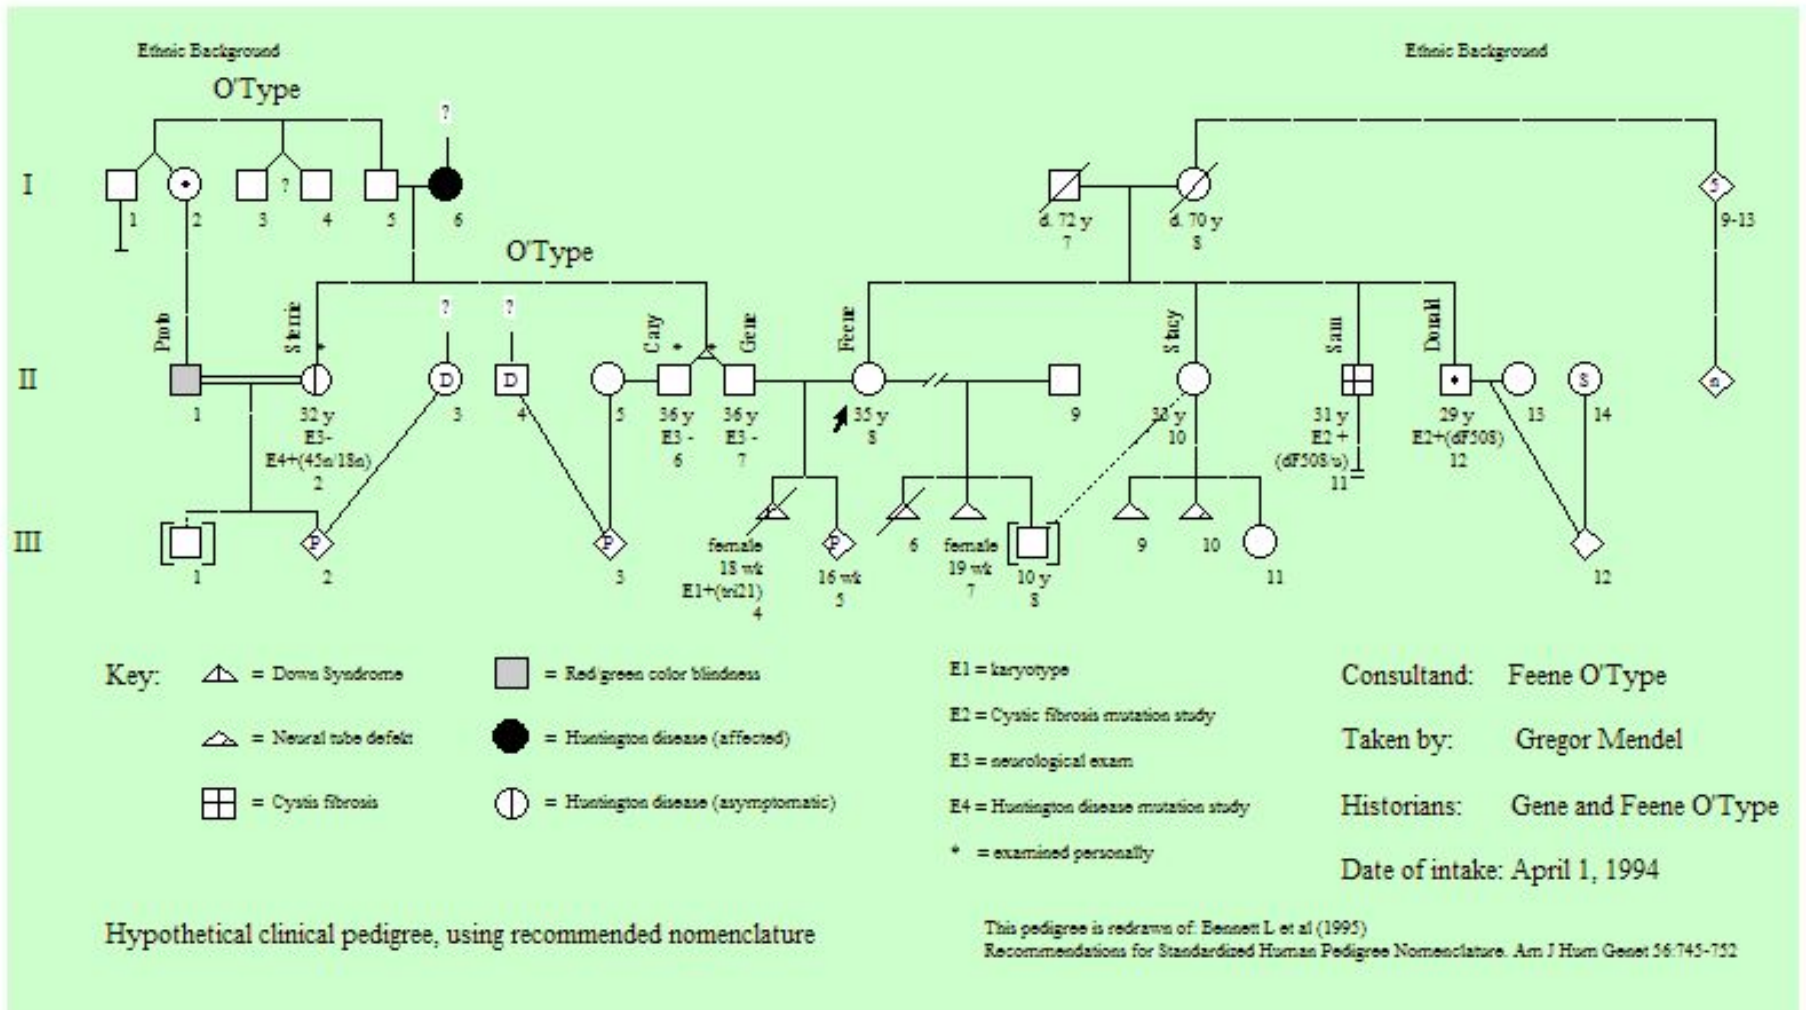 Ethnic Background
Ethnic Background
O'Type
?
I
?
5
1
2
3
4
5
6
d. 72 y
7
d. 70 y
8
9-13
O'Type
Proto
Sterrie
*
?
?
Cary
*
*
Gene
Feene
Stacy
Sam
Donald
II
D
D
S
n
1
32 y
E3-
E4+(45n/18n)
2
3
4
5
36 y
E3 -
6
36 y
E3 -
7
35 y
8
9
33 y
10
31 y
E2 +
(dF508/u)
11
29 y
E2+(dF508)
12
13
14
III
P
P
P
1
2
3
female
18 wk
E1+(tri21)
4
16 wk
5
6
female
19 wk
7
10 y
8
9
10
11
12
Key:
= Down Syndrome
= Neural tube defekt
= Cystis fibrosis
= Red/green color blindness
= Huntington disease (affected)
= Huntington disease (asymptomatic)
E1 = karyotype
E2 = Cystic fibrosis mutation study
E3 = neurological exam
E4 = Huntington disease mutation study
* = examined personally
Consultand: Feene O'Type
Taken by: Gregor Mendel
Historians: Gene and Feene O'Type
Date of intake: April 1, 1994
Hypothetical clinical pedigree, using recommended nomenclature
This pedigree is redrawn of: Bennett L et al (1995)
Recommendations for Standardized Human Pedigree Nomenclature. Am J Hum Genet 56:745-752